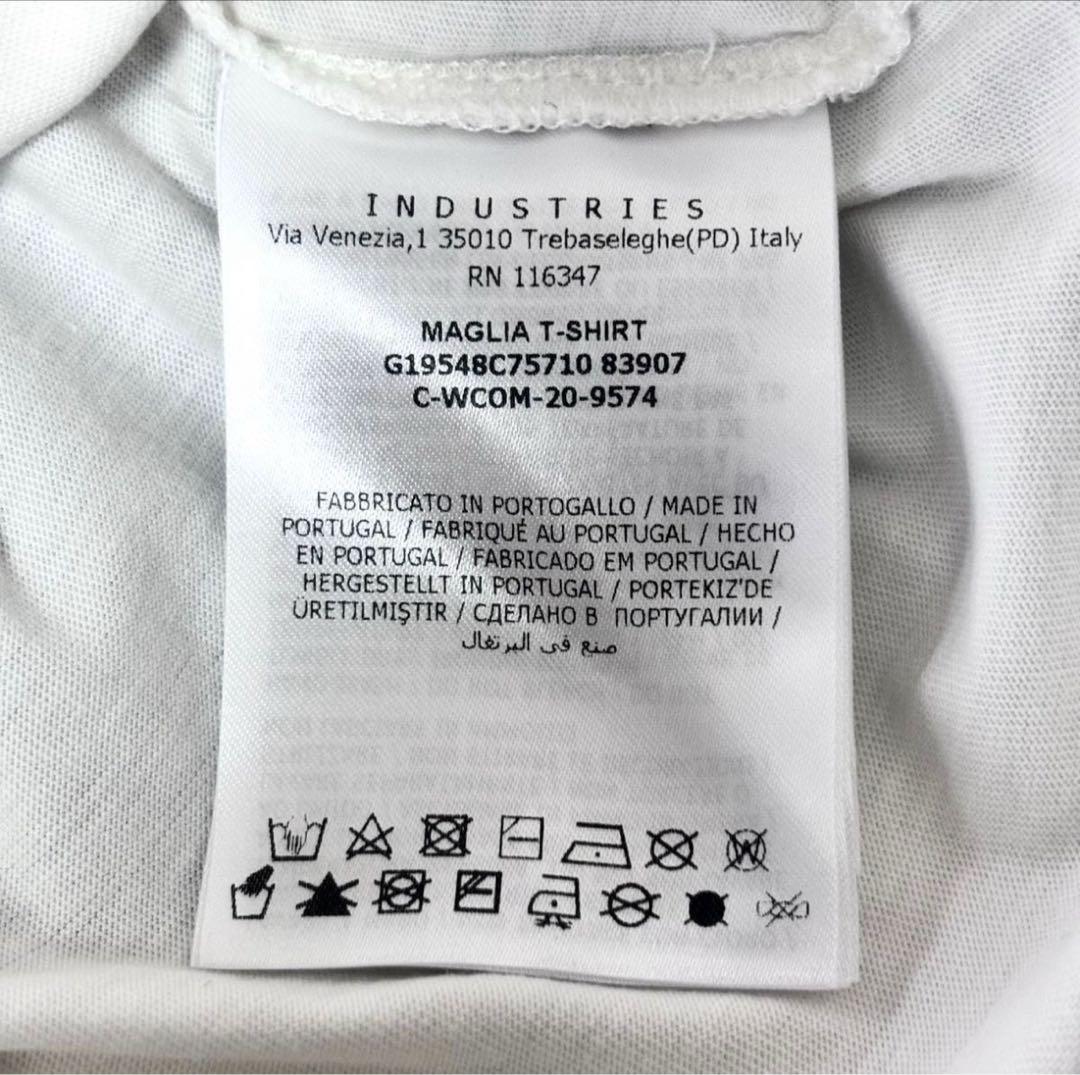 INDUSTRIES
Via Venezia,1 35010 Trebaseleghe(PD) Italy
RN 116347
MAGLIA T-SHIRT
G19548C75710 83907
C-WCOM-20-9574
FABBRICATO IN PORTOGALLO / MADE IN
PORTUGAL / FABRIQUÉ AU PORTUGAL / HECHO
EN PORTUGAL / FABRICADO EM PORTUGAL /
HERGESTELLT IN PORTUGAL / PORTEKIZ'DE
ÜRETILMIŞTIR / СДЕЛАНО В ПОРТУГАЛИИ /
صنع في البرتغال
W